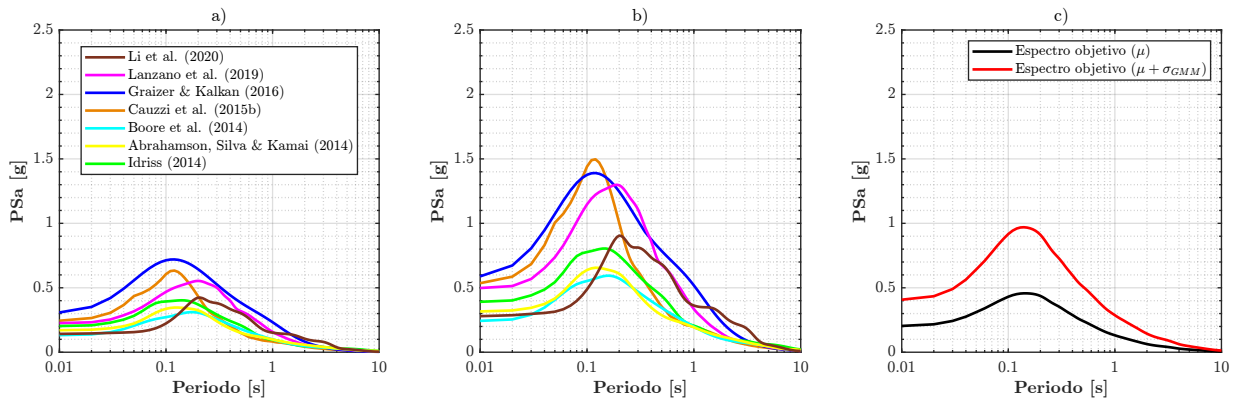 a)
2.5
2
1.5
1
0.5
0
PSa [g]
Li et al. (2020)
Lanzano et al. (2019)
Graizer & Kalkan (2016)
Cauzzi et al. (2015b)
Boore et al. (2014)
Abrahamson, Silva & Kamai (2014)
Idriss (2014)
0.01 0.1 1 10
Periodo [s]
b)
2.5
2
1.5
1
0.5
0
PSa [g]
0.01 0.1 1 10
Periodo [s]
c)
2.5
2
1.5
1
0.5
0
PSa [g]
Espectro objetivo (μ)
Espectro objetivo (μ + σGMM)
0.01 0.1 1 10
Periodo [s]